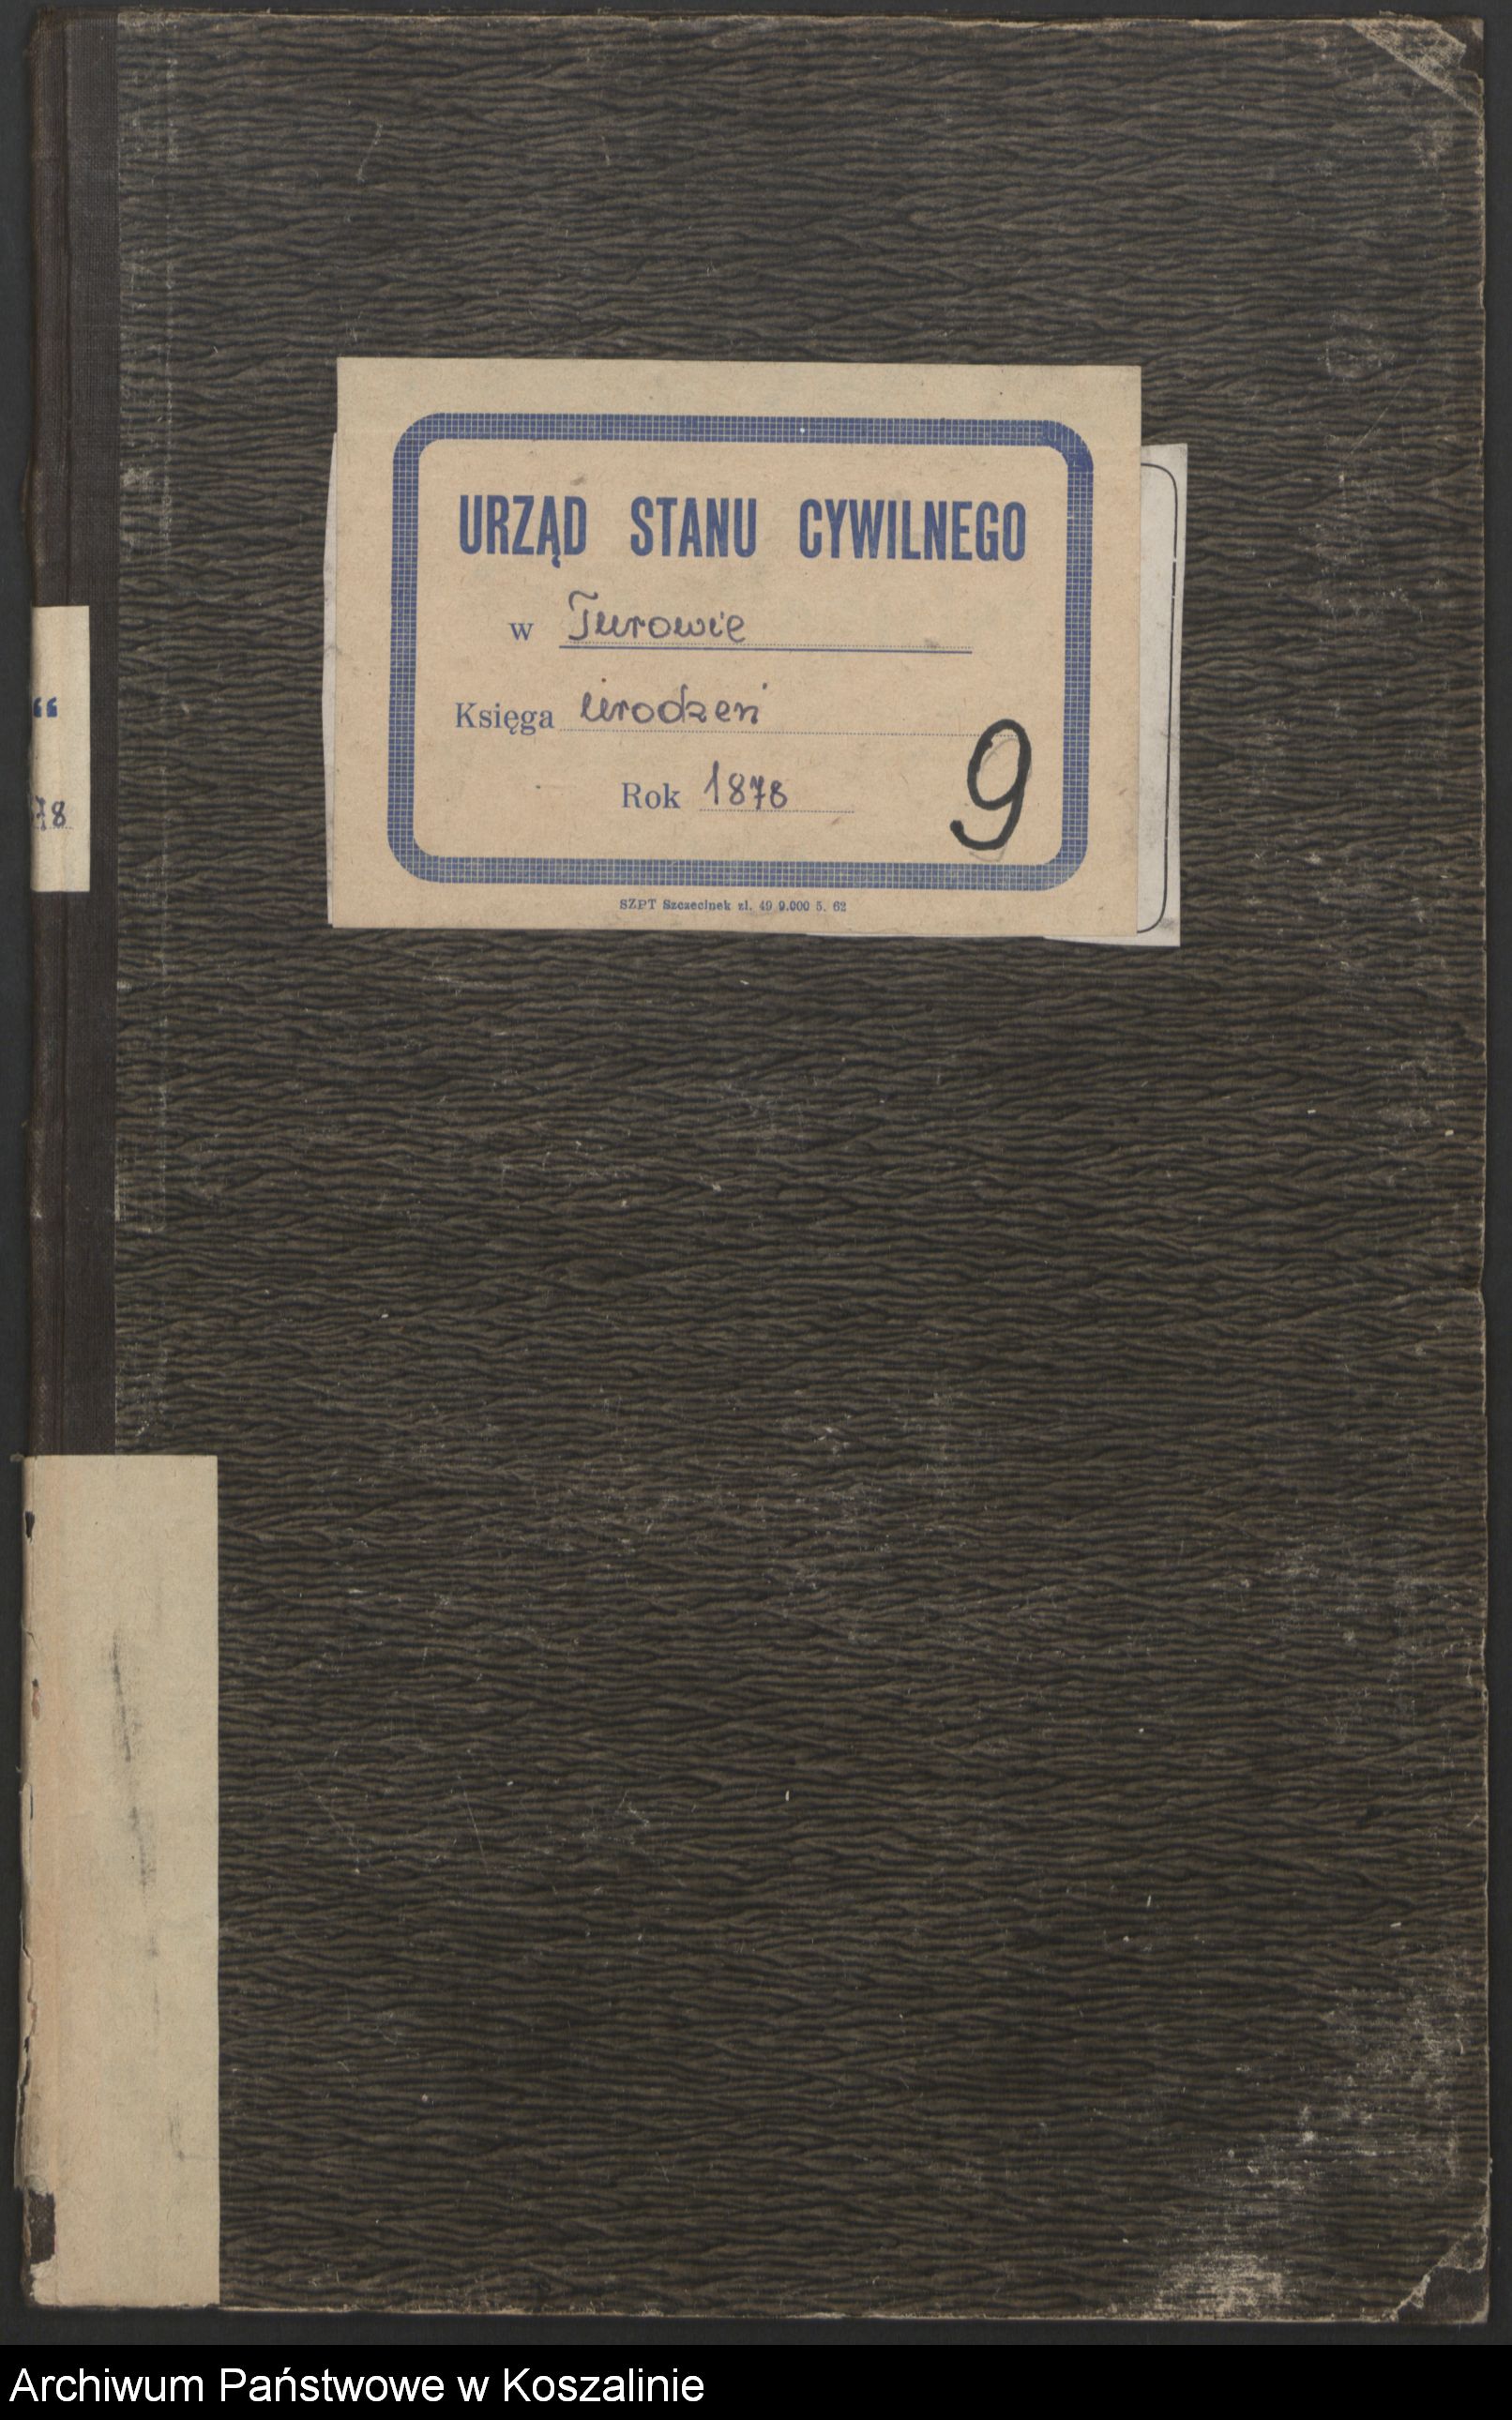 URZĄD STANU CYWILNEGO
w Turowie
Księga urodzeń
Rok 1878
9
SZPT Szczecinek zl. 49 9.000 5. 62
“
78
Archiwum Państwowe w Koszalinie